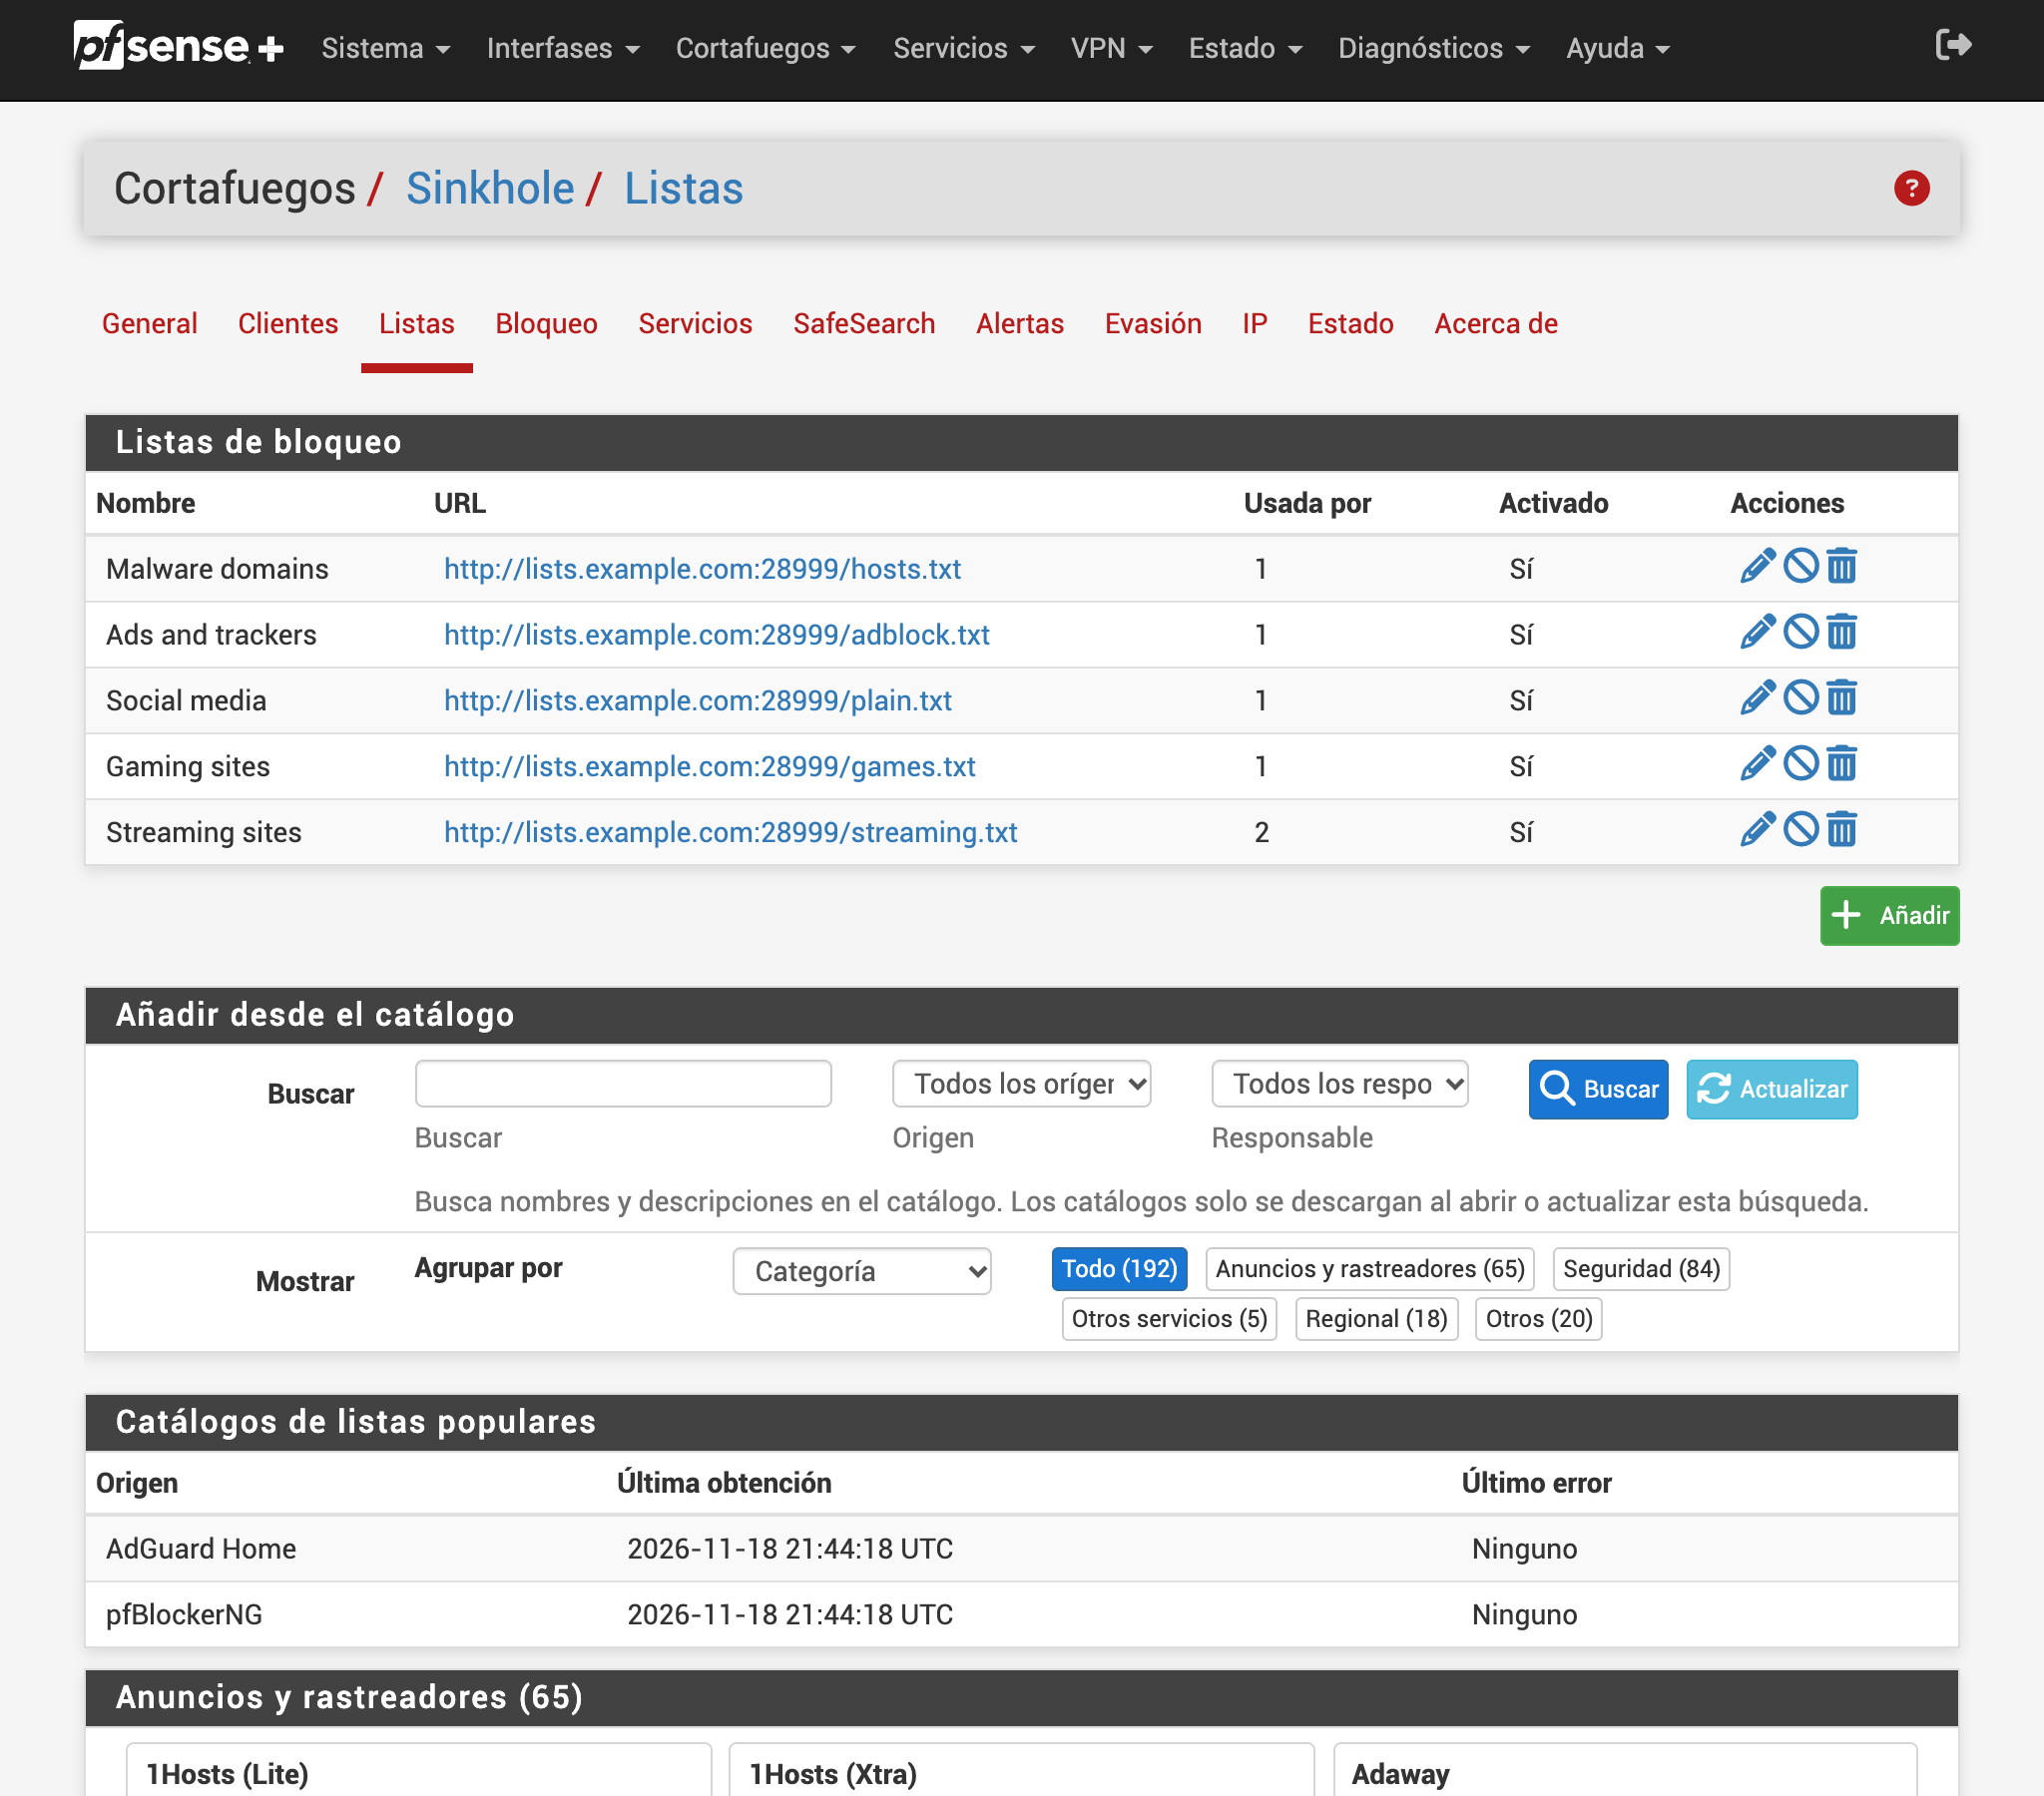 pfsense+ Sistema Interfases Cortafuegos Servicios VPN Estado Diagnósticos Ayuda
Cortafuegos / Sinkhole / Listas
General Clientes Listas Bloqueo Servicios SafeSearch Alertas Evasión IP Estado Acerca de
Listas de bloqueo
Nombre URL Usada por Activado Acciones
Malware domains http://lists.example.com:28999/hosts.txt 1 Sí
Ads and trackers http://lists.example.com:28999/adblock.txt 1 Sí
Social media http://lists.example.com:28999/plain.txt 1 Sí
Gaming sites http://lists.example.com:28999/games.txt 1 Sí
Streaming sites http://lists.example.com:28999/streaming.txt 2 Sí
Añadir
Añadir desde el catálogo
Buscar Todos los oríger Todos los respo Buscar Actualizar
Buscar Origen Responsable
Busca nombres y descripciones en el catálogo. Los catálogos solo se descargan al abrir o actualizar esta búsqueda.
Mostrar Agrupar por Categoría Todo (192) Anuncios y rastreadores (65) Seguridad (84)
Otros servicios (5) Regional (18) Otros (20)
Catálogos de listas populares
Origen Última obtención Último error
AdGuard Home 2026-11-18 21:44:18 UTC Ninguno
pfBlockerNG 2026-11-18 21:44:18 UTC Ninguno
Anuncios y rastreadores (65)
1Hosts (Lite) 1Hosts (Xtra) Adaway